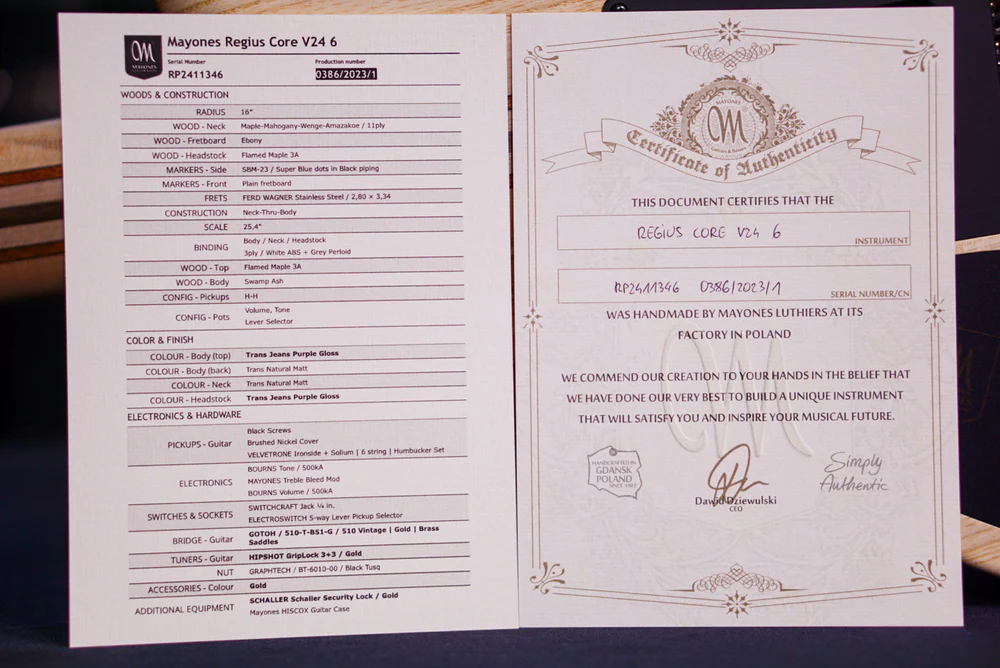 M
MAYONES
Mayones Regius Core V24 6
Serial Number
Production number
RP2411346
0386/2023/1
WOODS & CONSTRUCTION
RADIUS 16"
WOOD - Neck Maple-Mahogany-Wenge-Amazakoe / 11ply
WOOD - Fretboard Ebony
WOOD - Headstock Flamed Maple 3A
MARKERS - Side SBM-23 / Super Blue dots in Black piping
MARKERS - Front Plain fretboard
FRETS FERD WAGNER Stainless Steel / 2,80 × 3,34
CONSTRUCTION Neck-Thru-Body
SCALE 25.4"
BINDING Body / Neck / Headstock
3ply / White ABS + Grey Perloid
WOOD - Top Flamed Maple 3A
WOOD - Body Swamp Ash
CONFIG - Pickups H-H
CONFIG - Pots Volume, Tone
Lever Selector
COLOR & FINISH
COLOUR - Body (top) Trans Jeans Purple Gloss
COLOUR - Body (back) Trans Natural Matt
COLOUR - Neck Trans Natural Matt
COLOUR - Headstock Trans Jeans Purple Gloss
ELECTRONICS & HARDWARE
PICKUPS - Guitar Black Screws
Brushed Nickel Cover
VELVETRONE Ironside + Solium | 6 string | Humbucker Set
ELECTRONICS BOURNS Tone / 500kA
MAYONES Treble Bleed Mod
BOURNS Volume / 500kA
SWITCHES & SOCKETS SWITCHCRAFT Jack ¼ in.
ELECTROSWITCH 5-way Lever Pickup Selector
BRIDGE - Guitar GOTOH / 510-T-BS1-G / 510 Vintage | Gold | Brass
Saddles
TUNERS - Guitar HIPSHOT GripLock 3+3 / Gold
NUT GRAPHTECH / BT-6010-00 / Black Tusq
ACCESSORIES - Colour Gold
ADDITIONAL EQUIPMENT SCHALLER Schaller Security Lock / Gold
Mayones HISCOX Guitar Case
MAYONES
M
Certificate of Authenticity
THIS DOCUMENT CERTIFIES THAT THE
REGIUS CORE V24 6
INSTRUMENT
RP2411346 0386/2023/1
SERIAL NUMBER/CN
WAS HANDMADE BY MAYONES LUTHIERS AT ITS
FACTORY IN POLAND
WE COMMEND OUR CREATION TO YOUR HANDS IN THE BELIEF THAT
WE HAVE DONE OUR VERY BEST TO BUILD A UNIQUE INSTRUMENT
THAT WILL SATISFY YOU AND INSPIRE YOUR MUSICAL FUTURE.
HANDCRAFTED IN
GDANSK
POLAND
SINCE 1982
Dawid Dziewulski
CEO
Simply
Authentic